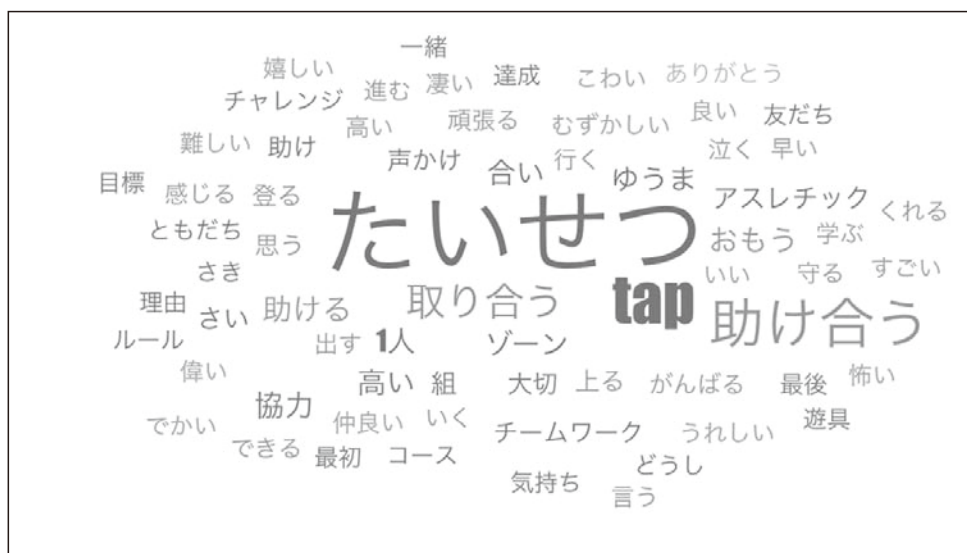 一緒
嬉しい 進む 凄い 達成 こわい ありがとう
チャレンジ 高い 頑張る むずかしい 良い 友だち
難しい 助け 声かけ 合い 行く ゆうま 泣く 早い
目標 感じる 登る たいせつ アスレチック くれる
ともだち 思う おもう 学ぶ
さき いい 守る すごい
理由 さい 助ける 取り合う tap 助け合う
ルール 出す 1人 ゾーン
偉い 高い 組 大切 上る がんばる 最後 怖い
でかい 協力 仲良い いく チームワーク うれしい 遊具
できる 最初 コース 気持ち どうし
言う